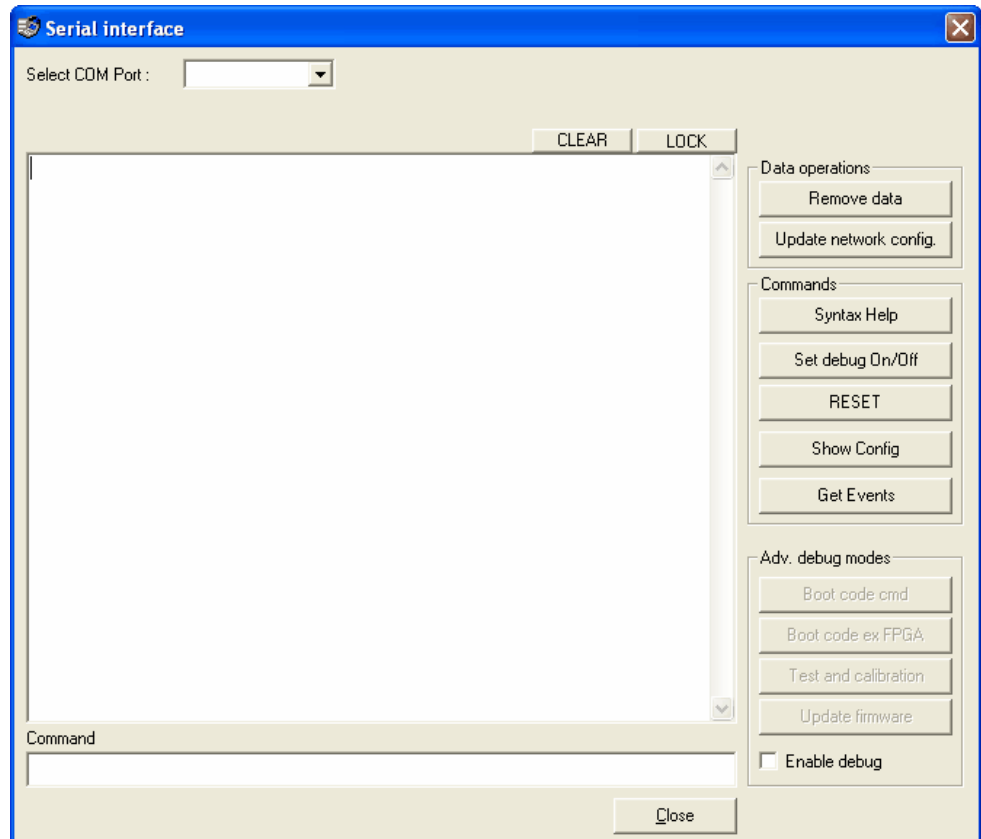 Serial interface
Select COM Port :
CLEAR
LOCK
Data operations
Remove data
Update network config.
Commands
Syntax Help
Set debug On/Off
RESET
Show Config
Get Events
Adv. debug modes
Boot code cmd
Boot code ex FPGA
Test and calibration
Update firmware
Enable debug
Command
Close